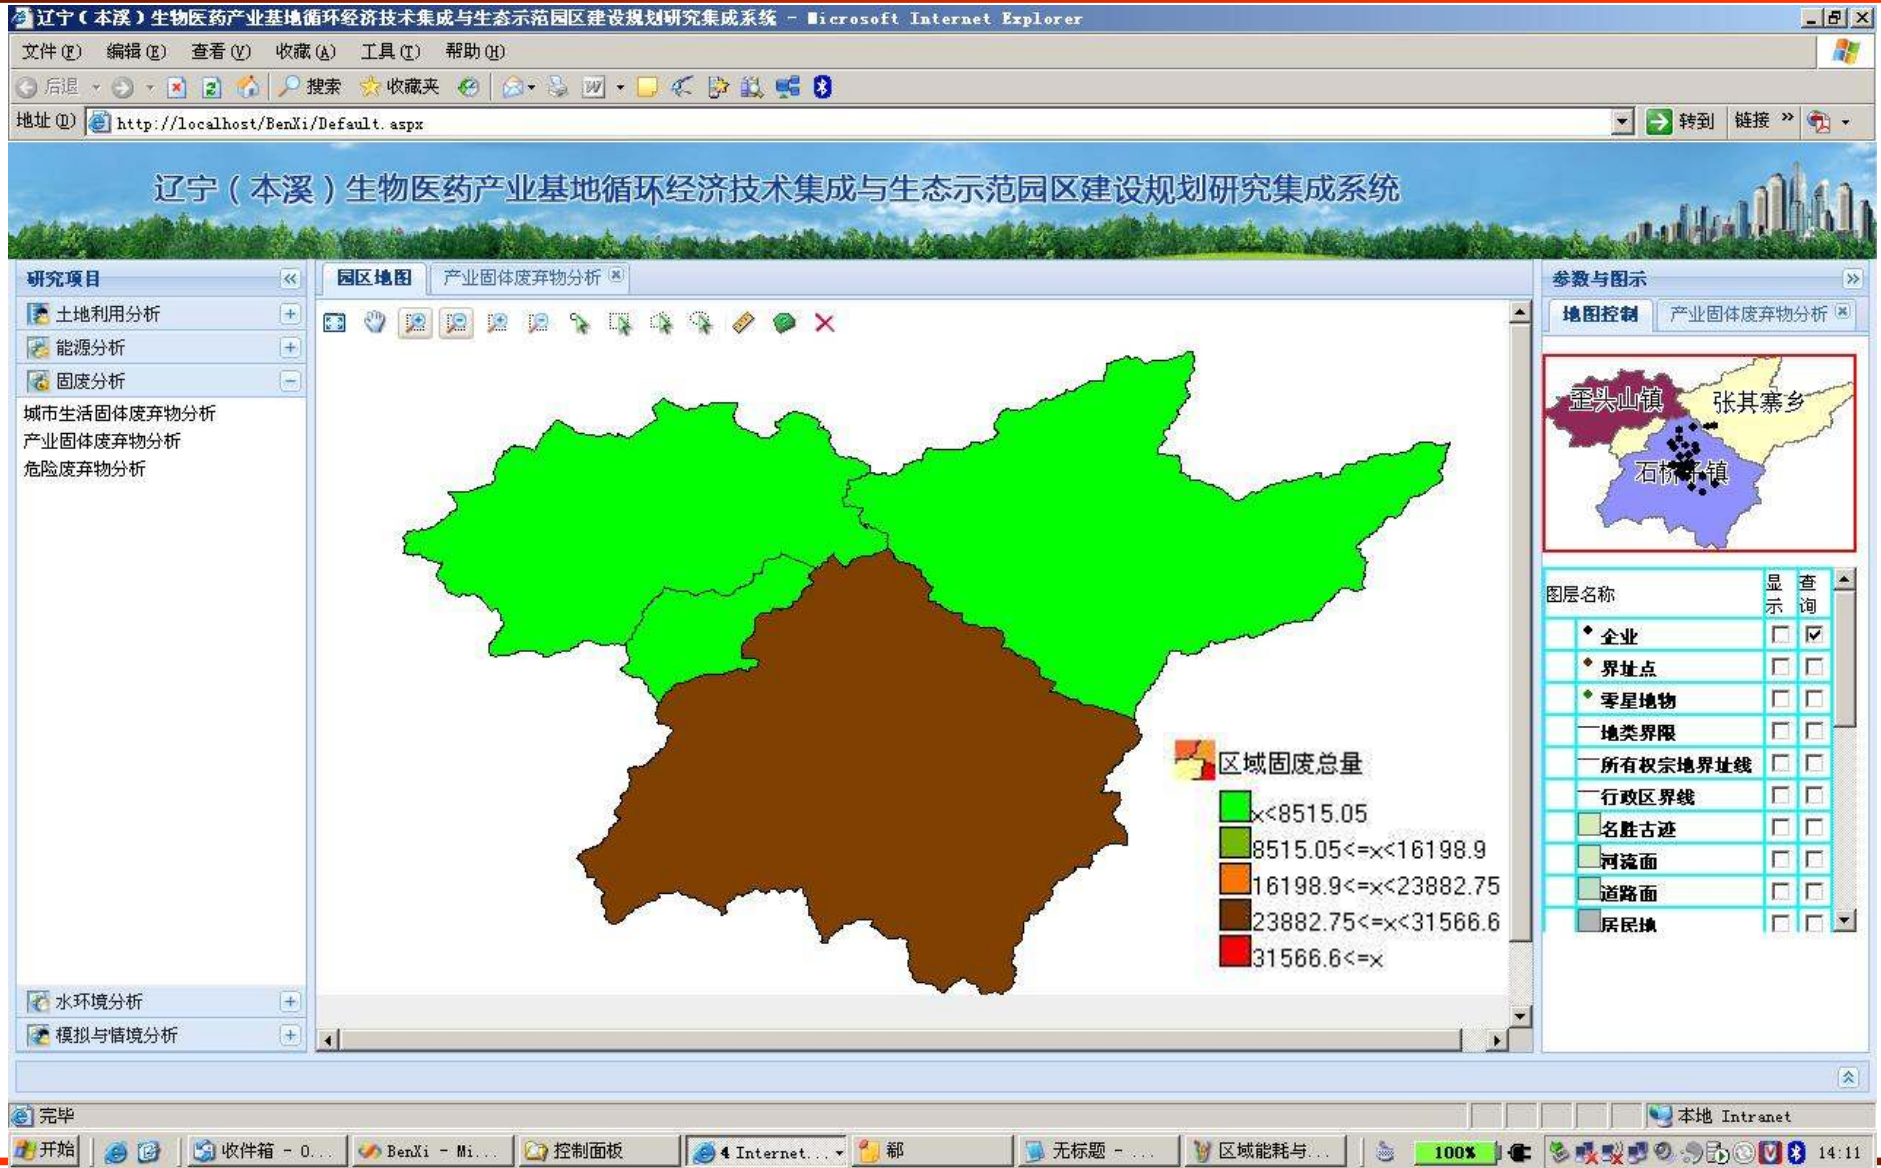 辽宁(本溪)生物医药产业基地循环经济技术集成与生态示范园区建设规划研究集成系统 - Microsoft Internet Explorer
文件(F) 编辑(E) 查看(V) 收藏(A) 工具(T) 帮助(H)
后退 搜索 收藏夹
地址(D) http://localhost/BenXi/Default.aspx 转到 链接 »
辽宁(本溪)生物医药产业基地循环经济技术集成与生态示范园区建设规划研究集成系统
研究项目
土地利用分析
能源分析
固废分析
城市生活固体废弃物分析
产业固体废弃物分析
危险废弃物分析
水环境分析
模拟与情境分析
园区地图 产业固体废弃物分析
区域固废总量
x<8515.05
8515.05<=x<16198.9
16198.9<=x<23882.75
23882.75<=x<31566.6
31566.6<=x
参数与图示
地图控制 产业固体废弃物分析
歪头山镇 张其寨乡
石桥子镇
图层名称 显示 查询
企业
界址点
零星地物
地类界限
所有权宗地界址线
行政区界线
名胜古迹
河流面
道路面
居民地
完毕 本地 Intranet
开始 收件箱 - O... BenXi - Mi... 控制面板 4 Internet... 郗 无标题 - ... 区域能耗与... 100% 14:11